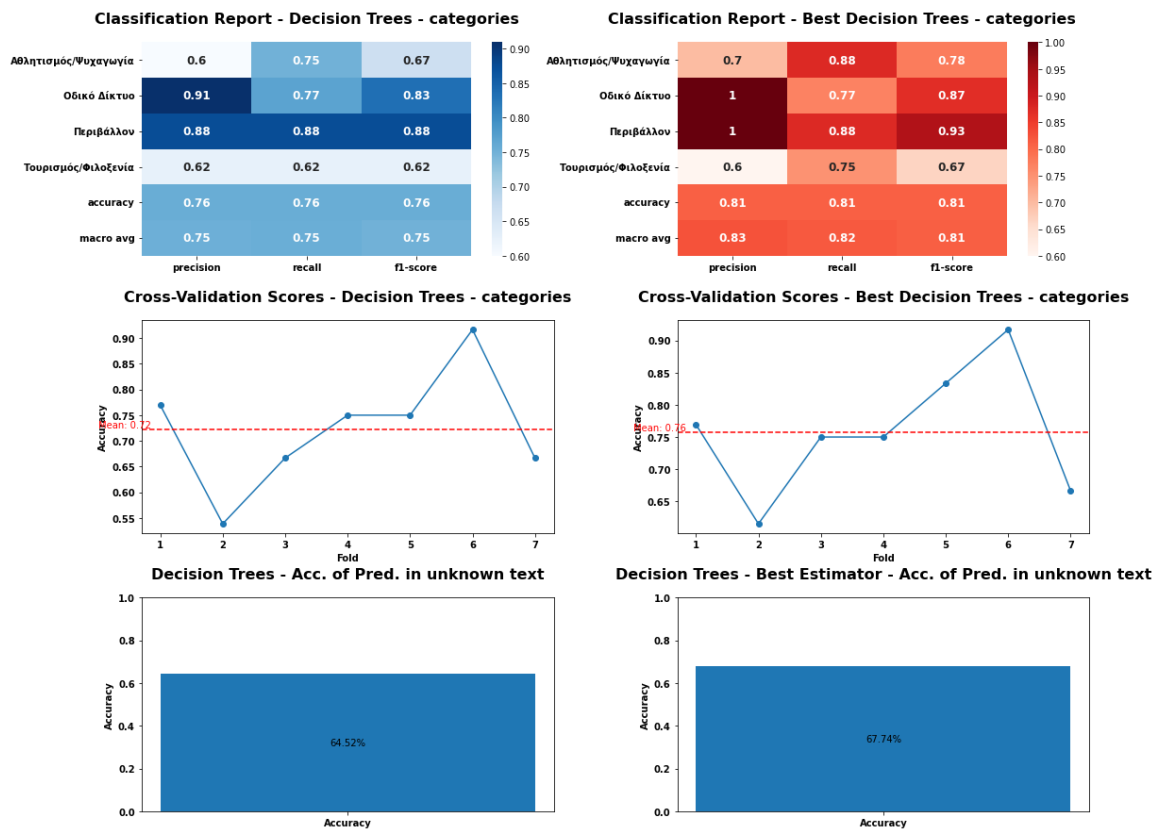 Classification Report - Decision Trees - categories
Αθλητισμός/Ψυχαγωγία 0.6 0.75 0.67
Οδικό Δίκτυο 0.91 0.77 0.83
Περιβάλλον 0.88 0.88 0.88
Τουρισμός/Φιλοξενία 0.62 0.62 0.62
accuracy 0.76 0.76 0.76
macro avg 0.75 0.75 0.75
precision recall f1-score
0.90
0.85
0.80
0.75
0.70
0.65
0.60
Classification Report - Best Decision Trees - categories
Αθλητισμός/Ψυχαγωγία 0.7 0.88 0.78
Οδικό Δίκτυο 1 0.77 0.87
Περιβάλλον 1 0.88 0.93
Τουρισμός/Φιλοξενία 0.6 0.75 0.67
accuracy 0.81 0.81 0.81
macro avg 0.83 0.82 0.81
precision recall f1-score
1.00
0.95
0.90
0.85
0.80
0.75
0.70
0.65
0.60
Cross-Validation Scores - Decision Trees - categories
Accuracy
0.90
0.85
0.80
0.75
Mean: 0.72
0.70
0.65
0.60
0.55
1 2 3 4 5 6 7
Fold
Cross-Validation Scores - Best Decision Trees - categories
Accuracy
0.90
0.85
0.80
Mean: 0.76
0.75
0.70
0.65
1 2 3 4 5 6 7
Fold
Decision Trees - Acc. of Pred. in unknown text
Accuracy
1.0
0.8
0.6
0.4
0.2
0.0
64.52%
Accuracy
Decision Trees - Best Estimator - Acc. of Pred. in unknown text
Accuracy
1.0
0.8
0.6
0.4
0.2
0.0
67.74%
Accuracy